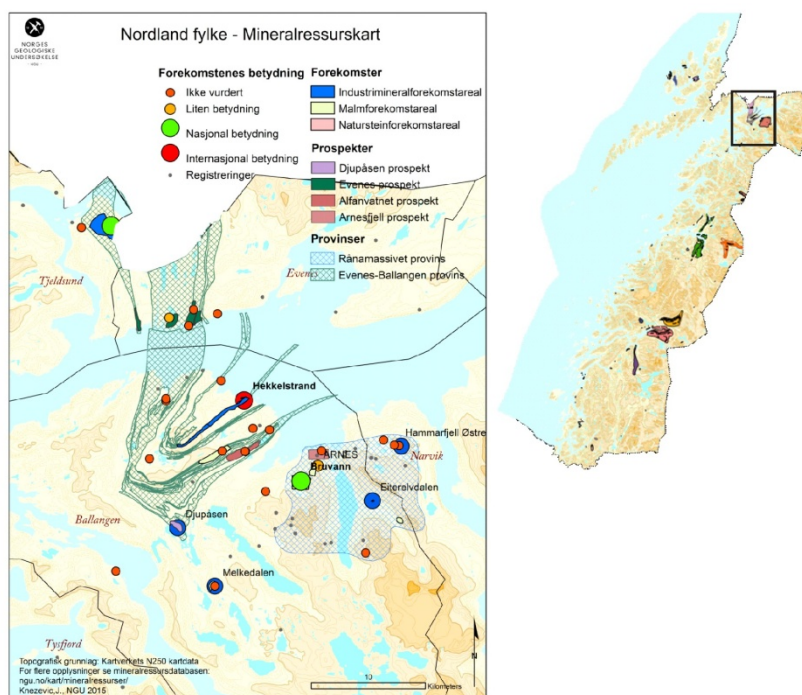 NORGES
GEOLOGISKE
UNDERSØKELSE
Nordland fylke - Mineralressurskart
Forekomstenes betydning
Ikke vurdert
Liten betydning
Nasjonal betydning
Internasjonal betydning
Registreringer
Forekomster
Industrimineralforekomstareal
Malmforekomstareal
Natursteinforekomstareal
Prospekter
Djupåsen prospekt
Evenes prospekt
Alfanvatnet prospekt
Arnesfjell prospekt
Provinser
Rånamassivet provins
Evenes-Ballangen provins
Tjeldsund
Evenes
Hekkelstrand
Hammarfjell Østre
Narvik
ARNES
Bruvann
Eiterelvdalen
Ballangen
Djupåsen
Melkedalen
Tysfjord
Topografisk grunnlag: Kartverkets N250 kartdata
For flere opplysninger se mineralressursdatabasen:
ngu.no/kart/mineralressurser/
Knezevic,J., NGU 2015
10
Kilometers
N